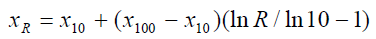 x_R = x_10 + (x_100 − x_10)(ln R / ln 10 − 1)